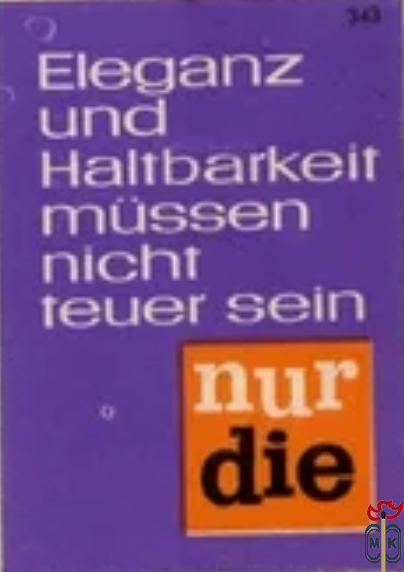 343
Eleganz
und
Haltbarkeit
müssen
nicht
teuer sein
nur
die
M K